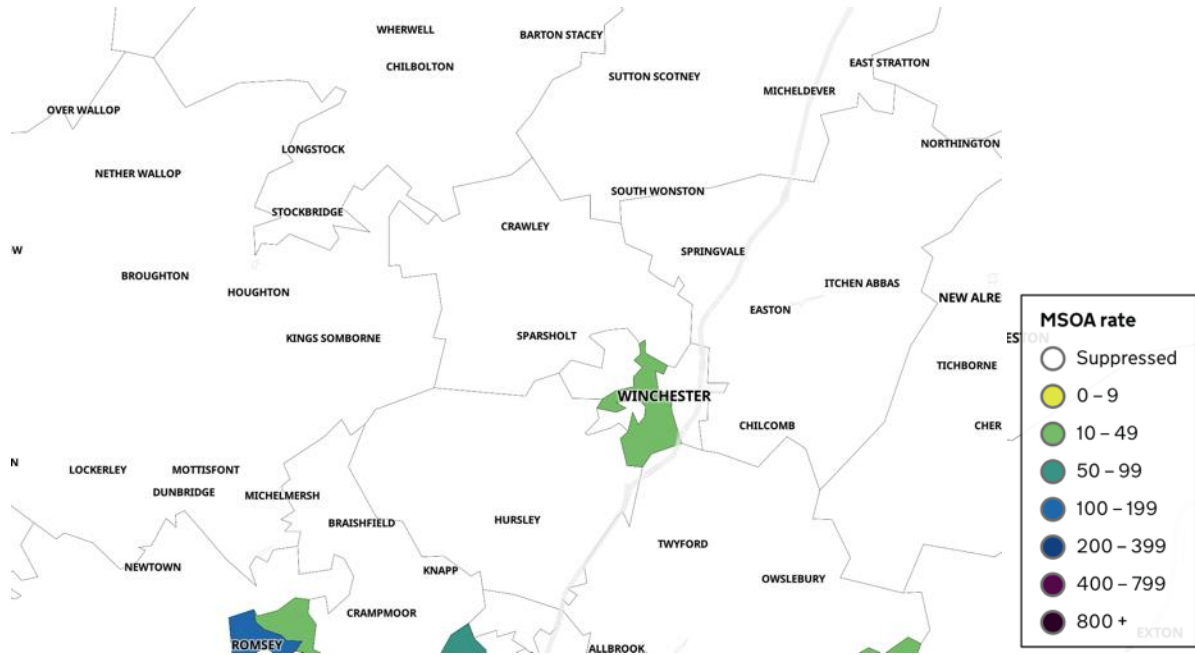 WHERWELL
BARTON STACEY
CHILBOLTON
EAST STRATTON
SUTTON SCOTNEY
MICHELDEVER
OVER WALLOP
NORTHINGTON
LONGSTOCK
NETHER WALLOP
SOUTH WONSTON
STOCKBRIDGE
CRAWLEY
W
SPRINGVALE
BROUGHTON
ITCHEN ABBAS
HOUGHTON
NEW ALRE
EASTON
KINGS SOMBORNE
SPARSHOLT
ESTON
TICHBORNE
WINCHESTER
CHILCOMB
CHER
N
LOCKERLEY
MOTTISFONT
DUNBRIDGE
MICHELMERSH
BRAISHFIELD
HURSLEY
TWYFORD
NEWTOWN
KNAPP
OWSLEBURY
CRAMPMOOR
ROMSEY
ALLBROOK
MSOA rate
Suppressed
0 – 9
10 – 49
50 – 99
100 – 199
200 – 399
400 – 799
800 +
EXTON